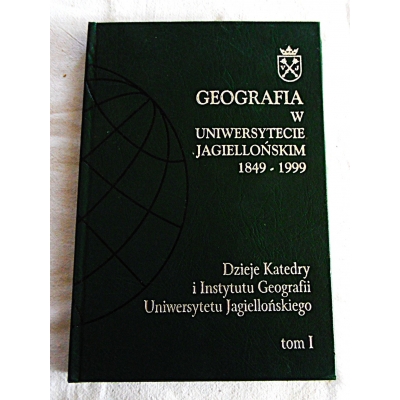 GEOGRAFIA
W
UNIWERSYTECIE
JAGIELLOŃSKIM
1849 - 1999
Dzieje Katedry
i Instytutu Geografii
Uniwersytetu Jagiellońskiego
tom I